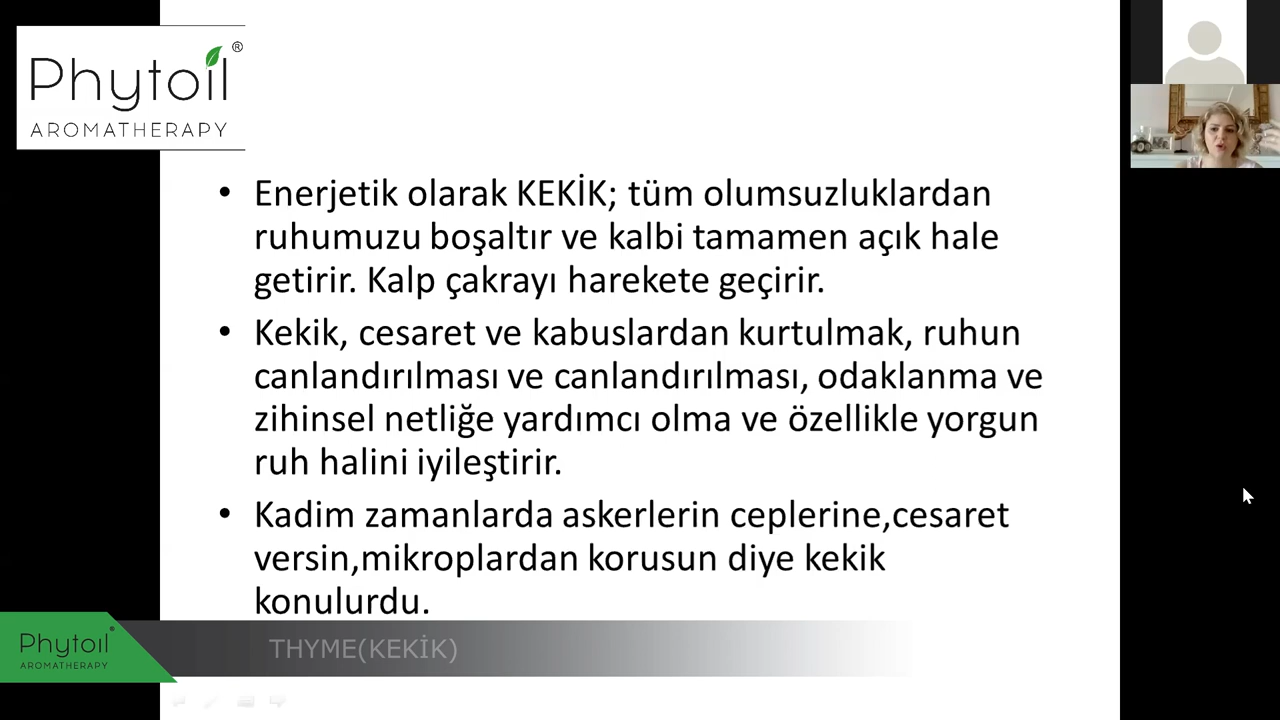 Phytoil®
AROMATHERAPY
• Enerjetik olarak KEKİK; tüm olumsuzluklardan
ruhumuzu boşaltır ve kalbi tamamen açık hale
getirir. Kalp çakrayı harekete geçirir.
• Kekik, cesaret ve kabuslardan kurtulmak, ruhun
canlandırılması ve canlandırılması, odaklanma ve
zihinsel netliğe yardımcı olma ve özellikle yorgun
ruh halini iyileştirir.
• Kadim zamanlarda askerlerin ceplerine,cesaret
versin,mikroplardan korusun diye kekik
konulurdu.
Phytoil®
AROMATHERAPY
THYME(KEKİK)